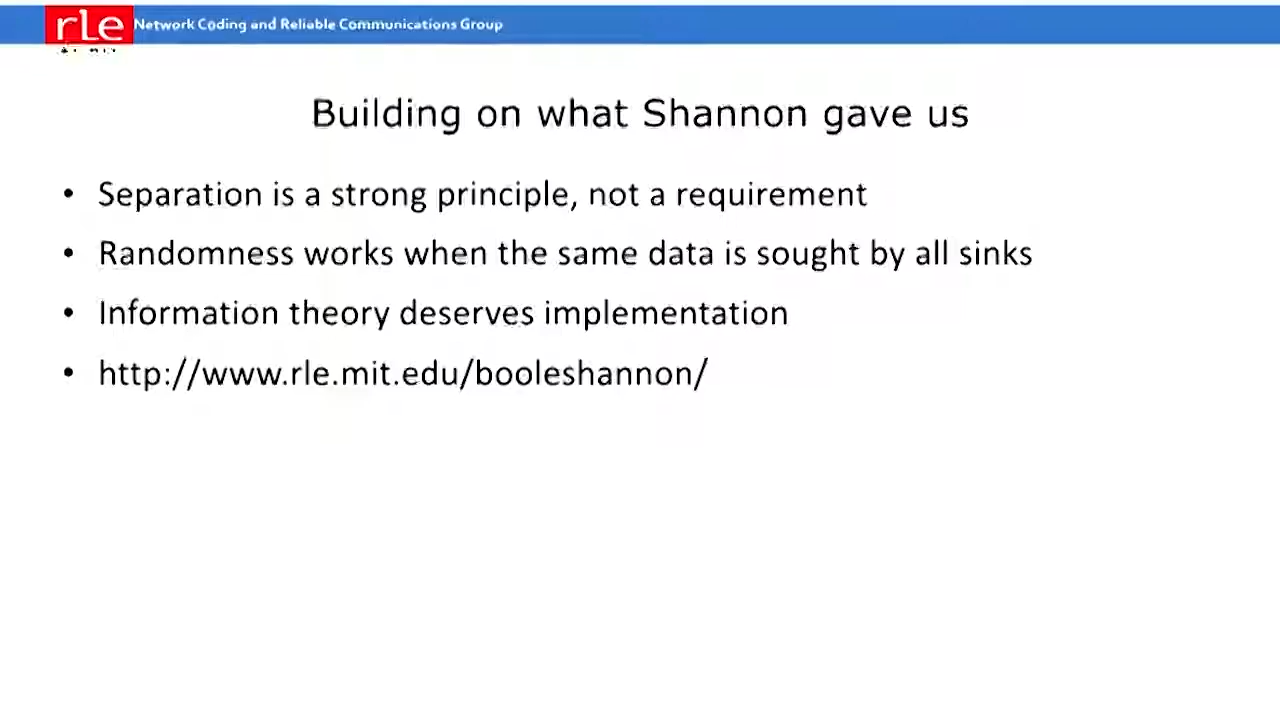 rle
Network Coding and Reliable Communications Group
Building on what Shannon gave us
• Separation is a strong principle, not a requirement
• Randomness works when the same data is sought by all sinks
• Information theory deserves implementation
• http://www.rle.mit.edu/booleshannon/